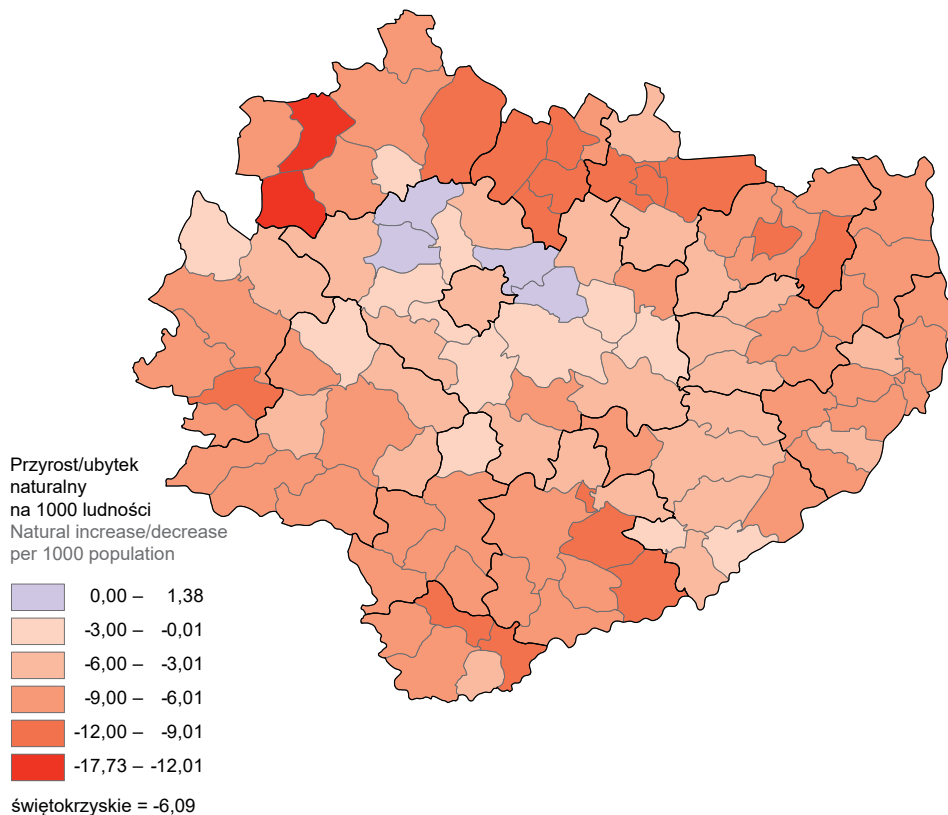 Przyrost/ubytek
naturalny
na 1000 ludności
Natural increase/decrease
per 1000 population
0,00 – 1,38
-3,00 – -0,01
-6,00 – -3,01
-9,00 – -6,01
-12,00 – -9,01
-17,73 – -12,01
świętokrzyskie = -6,09